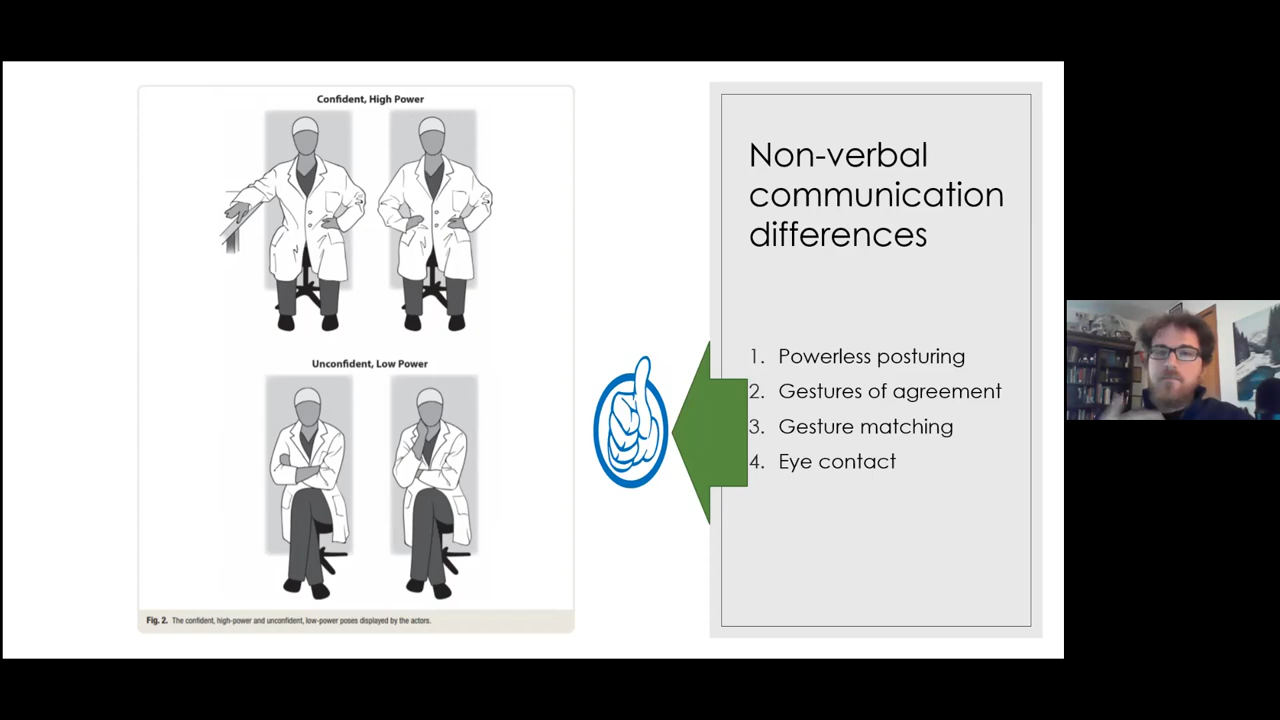 Confident, High Power
Unconfident, Low Power
Fig. 2. The confident, high-power and unconfident, low-power poses displayed by the actors.
Non-verbal
communication
differences
1. Powerless posturing
2. Gestures of agreement
3. Gesture matching
4. Eye contact